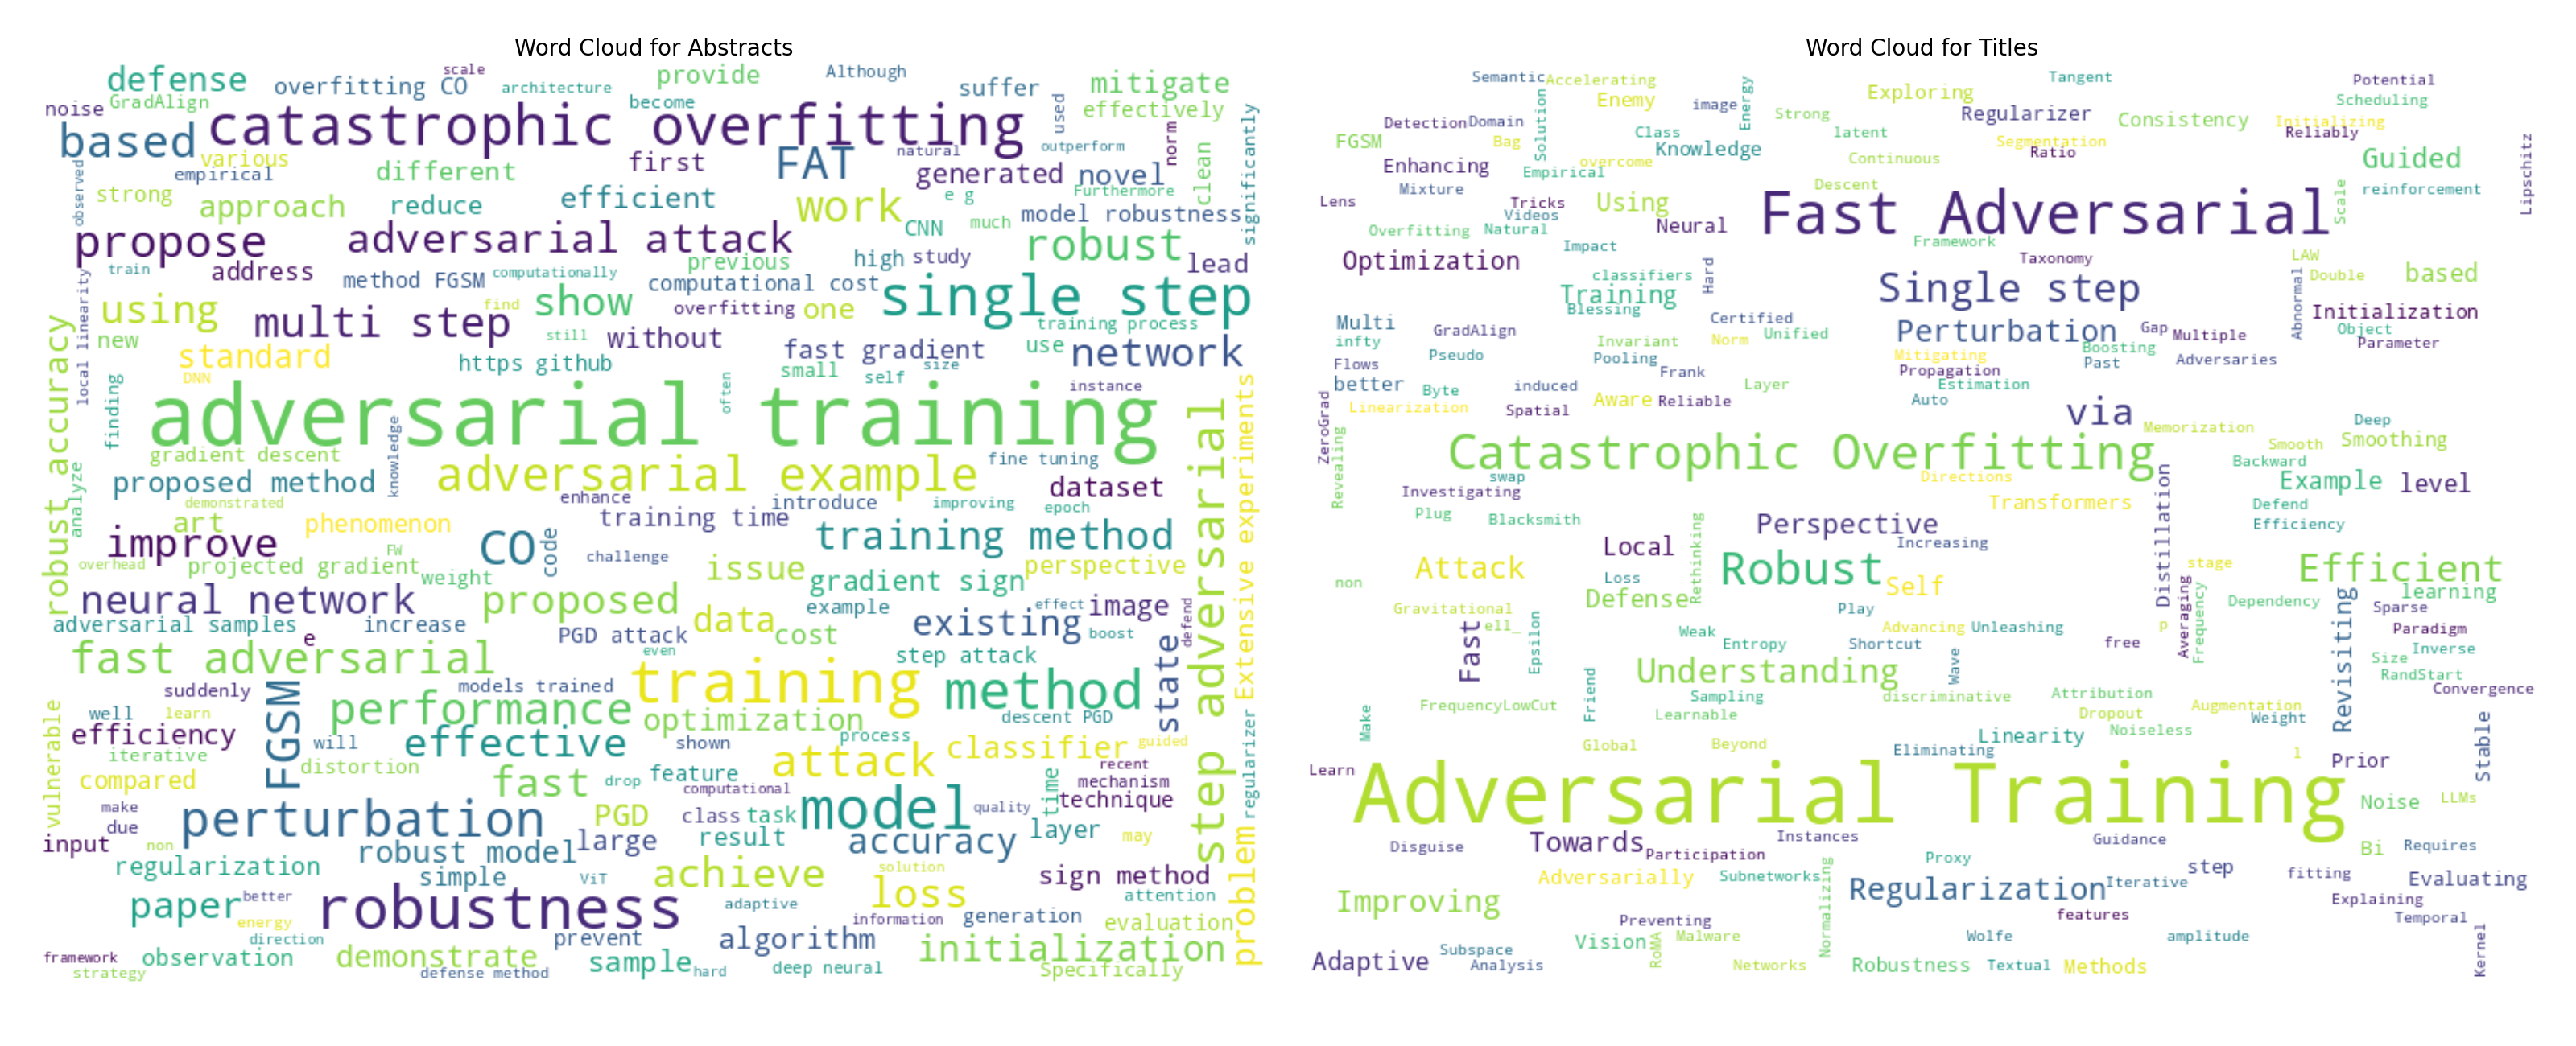 Word Cloud for Abstracts
defense
overfitting CO
scale
architecture
provide
Although
suffer
mitigate
noise
GradAlign
become
used
effectively
based
catastrophic overfitting
norm
various
empirical
first
FAT
natural
outperform
observed
strong
different
generated
novel
clean
significantly
approach
reduce
efficient
work
e g
Furthermore
model robustness
CNN
much
propose
adversarial attack
robust
train
address
previous
high
study
lead
method FGSM
computationally
computational cost
single step
local linearity
using
multi step
find
show
overfitting
one
training process
new
still
without
fast gradient
use
network
standard
https github
small
self
size
DNN
often
instance
robust accuracy
adversarial training
finding
knowledge
gradient descent
adversarial example
fine tuning
proposed method
enhance
introduce
dataset
demonstrated
improving
epoch
analyze
art
phenomenon
training time
training method
improve
FW
CO
code
challenge
overhead
projected gradient
weight
issue
gradient sign
perspective
step adversarial
Extensive experiments
neural network
proposed
data
example
existing
effect
image
adversarial samples
e
increase
PGD attack
cost
boost
defend
fast adversarial
even
step attack
state
suddenly
FGSM
models trained
training
method
vulnerable
well
learn
performance
optimization
descent PGD
efficiency
will
effective
shown
process
classifier
guided
regularizer
iterative
distortion
attack
recent
compared
fast
drop
feature
computational
mechanism
time
technique
make
perturbation
PGD
class
task
model
quality
due
large
result
accuracy
layer
may
input
non
robust model
regularization
simple
ViT
achieve
solution
loss
sign method
problem
paper
better
robustness
adaptive
information
generation
attention
energy
evaluation
direction
prevent
algorithm
initialization
framework
observation
demonstrate
sample
hard
deep neural
Specifically
strategy
defense method
Word Cloud for Titles
Semantic
Accelerating
Energy
Tangent
Potential
Enemy
image
Exploring
Scheduling
Solution
Strong
Regularizer
Consistency
Initializing
FGSM
Detection
Domain
Class
latent
Reliably
Bag
Knowledge
Segmentation
Lipschitz
Enhancing
overcome
Continuous
Ratio
Guided
Empirical
Mixture
Descent
Scale
reinforcement
Lens
Tricks
Using
Fast Adversarial
Videos
Overfitting
Natural
Neural
Impact
Framework
Optimization
Taxonomy
LAW
classifiers
Hard
Single step
Abnormal
Double
based
Training
Blessing
Initialization
Multi
Certified
Perturbation
Gap
Multiple
Object
infty
GradAlign
Invariant
Norm
Unified
Boosting
Parameter
Flows
Pseudo
Pooling
Mitigating
Past
Adversaries
better
Byte
induced
Frank
Layer
Propagation
Estimation
ZeroGrad
Linearization
Spatial
Aware
Reliable
Auto
via
Memorization
Deep
Revealing
Catastrophic Overfitting
Smooth
Smoothing
Backward
swap
Directions
Distillation
Example
level
Investigating
Transformers
Plug
Blacksmith
Rethinking
Perspective
Defend
Efficiency
Local
Increasing
Attack
Robust
Efficient
non
Loss
Self
stage
Defense
Averaging
Frequency
Revisiting
learning
Gravitational
Play
Dependency
Sparse
Fast
ell_
Epsilon
Weak
Advancing
Unleashing
p
Paradigm
Entropy
Shortcut
free
Inverse
Understanding
Wave
Size
RandStart
Friend
Sampling
discriminative
Attribution
Convergence
Make
FrequencyLowCut
Learnable
Dropout
Augmentation
Weight
Stable
Global
Beyond
Linearity
Noiseless
Eliminating
l
Learn
Adversarial Training
Prior
Noise
LLMs
Disguise
Towards
Instances
Guidance
Bi
Requires
Participation
Proxy
Adversarially
Subnetworks
Normalizing
step
fitting
Evaluating
Improving
Regularization
Iterative
Explaining
Preventing
features
Temporal
Adaptive
Subspace
Vision
RoMA
Malware
Wolfe
amplitude
Kernel
Analysis
Networks
Robustness
Textual
Methods